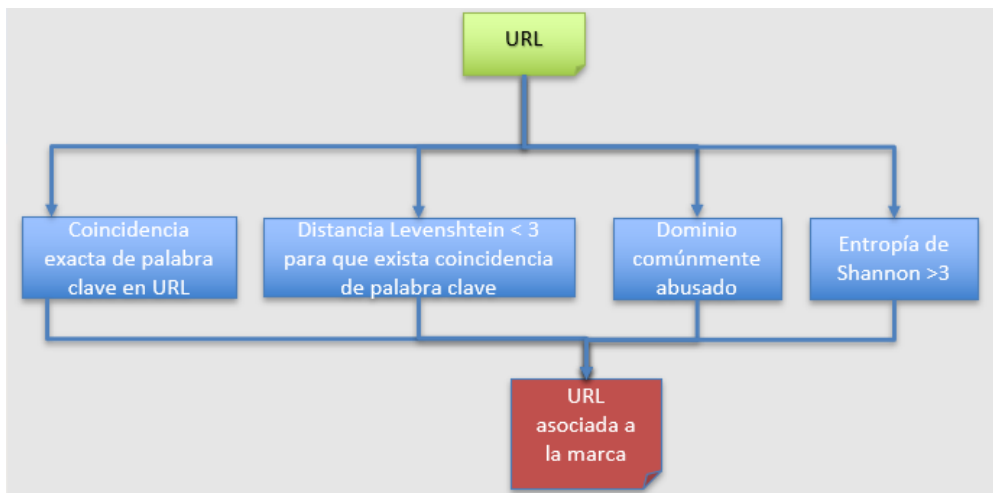 URL
Coincidencia
exacta de palabra
clave en URL
Distancia Levenshtein < 3
para que exista coincidencia
de palabra clave
Dominio
comúnmente
abusado
Entropía de
Shannon >3
URL
asociada a
la marca